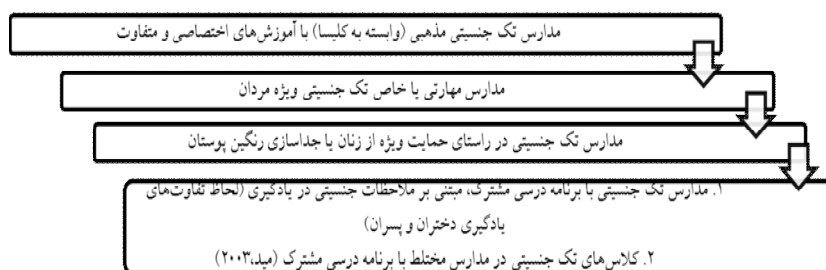 مدارس تک جنسیتی مذهبی (وابسته به کلیسا) با آموزش‌های اختصاصی و متفاوت
مدارس مهارتی یا خاص تک جنسیتی ویژه مردان
مدارس تک جنسیتی در راستای حمایت ویژه از زنان یا جداسازی رنگین پوستان
۱. مدارس تک جنسیتی با برنامه درسی مشترک، مبتنی بر ملاحظات جنسیتی در یادگیری (لحاظ تفاوت‌های
یادگیری دختران و پسران)
۲. کلاس‌های تک جنسیتی در مدارس مختلط با برنامه درسی مشترک (مید،۲۰۰۳)